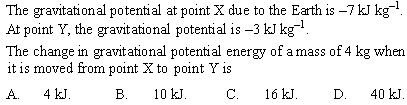 The gravitational potential at point X due to the Earth is −7 kJ kg⁻¹.
At point Y, the gravitational potential is −3 kJ kg⁻¹.
The change in gravitational potential energy of a mass of 4 kg when
it is moved from point X to point Y is
A. 4 kJ. B. 10 kJ. C. 16 kJ. D. 40 kJ.